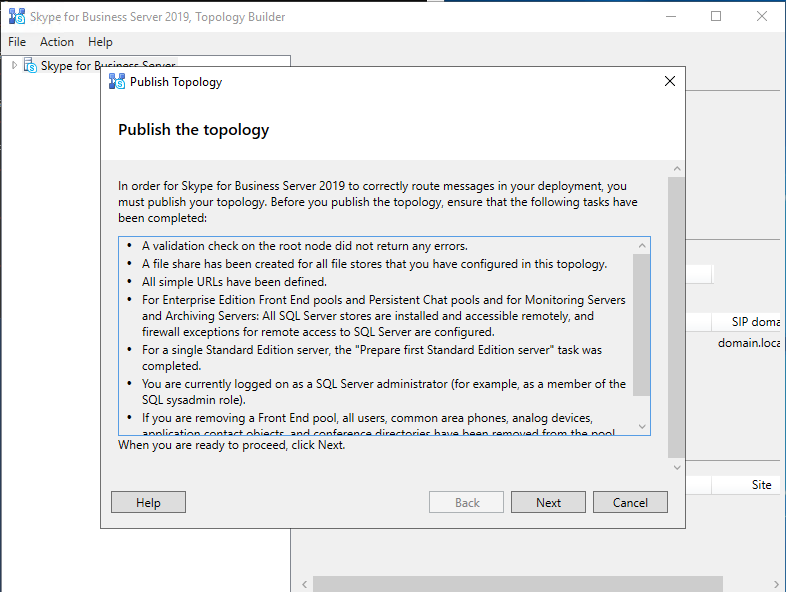 Skype for Business Server 2019, Topology Builder
File Action Help
Skype for Business Server
Publish Topology
Publish the topology
In order for Skype for Business Server 2019 to correctly route messages in your deployment, you
must publish your topology. Before you publish the topology, ensure that the following tasks have
been completed:
• A validation check on the root node did not return any errors.
• A file share has been created for all file stores that you have configured in this topology.
• All simple URLs have been defined.
• For Enterprise Edition Front End pools and Persistent Chat pools and for Monitoring Servers
and Archiving Servers: All SQL Server stores are installed and accessible remotely, and
firewall exceptions for remote access to SQL Server are configured.
• For a single Standard Edition server, the "Prepare first Standard Edition server" task was
completed.
• You are currently logged on as a SQL Server administrator (for example, as a member of the
SQL sysadmin role).
• If you are removing a Front End pool, all users, common area phones, analog devices,
application contact objects, and conference directories have been removed from the pool.
When you are ready to proceed, click Next.
SIP doma
domain.loca
Site
Help Back Next Cancel